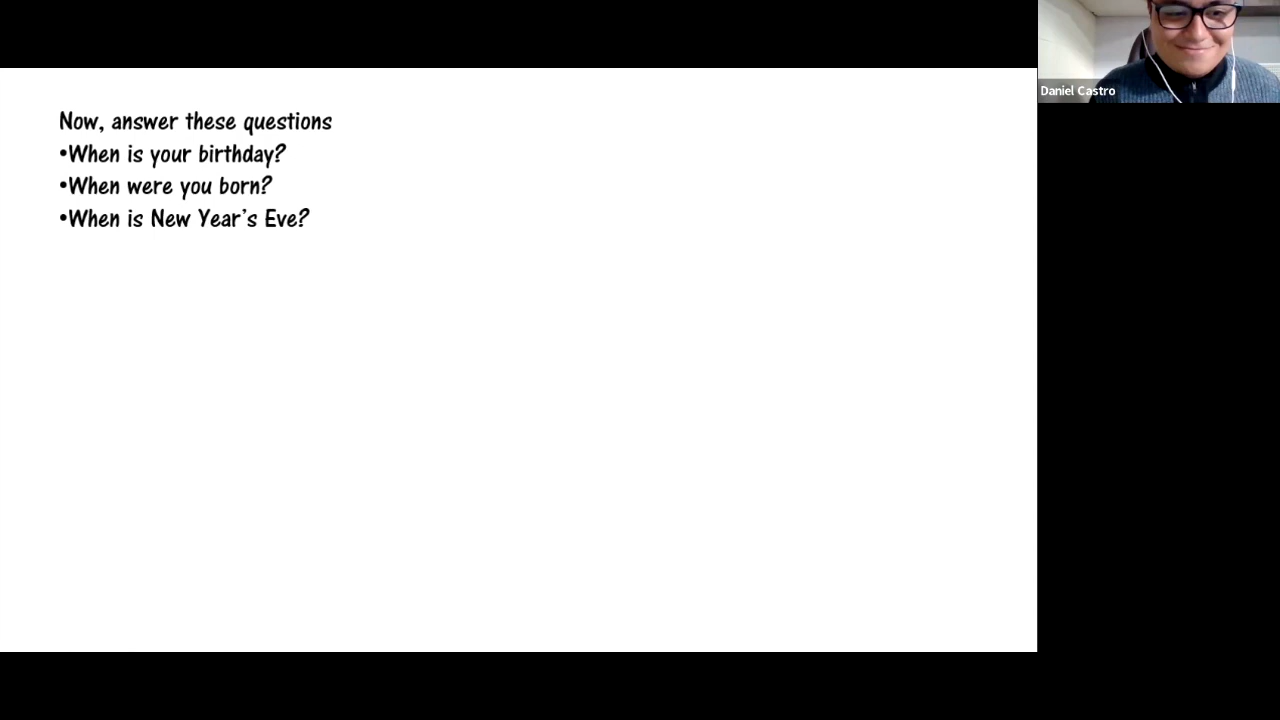 Now, answer these questions
•When is your birthday?
•When were you born?
•When is New Year’s Eve?
Daniel Castro